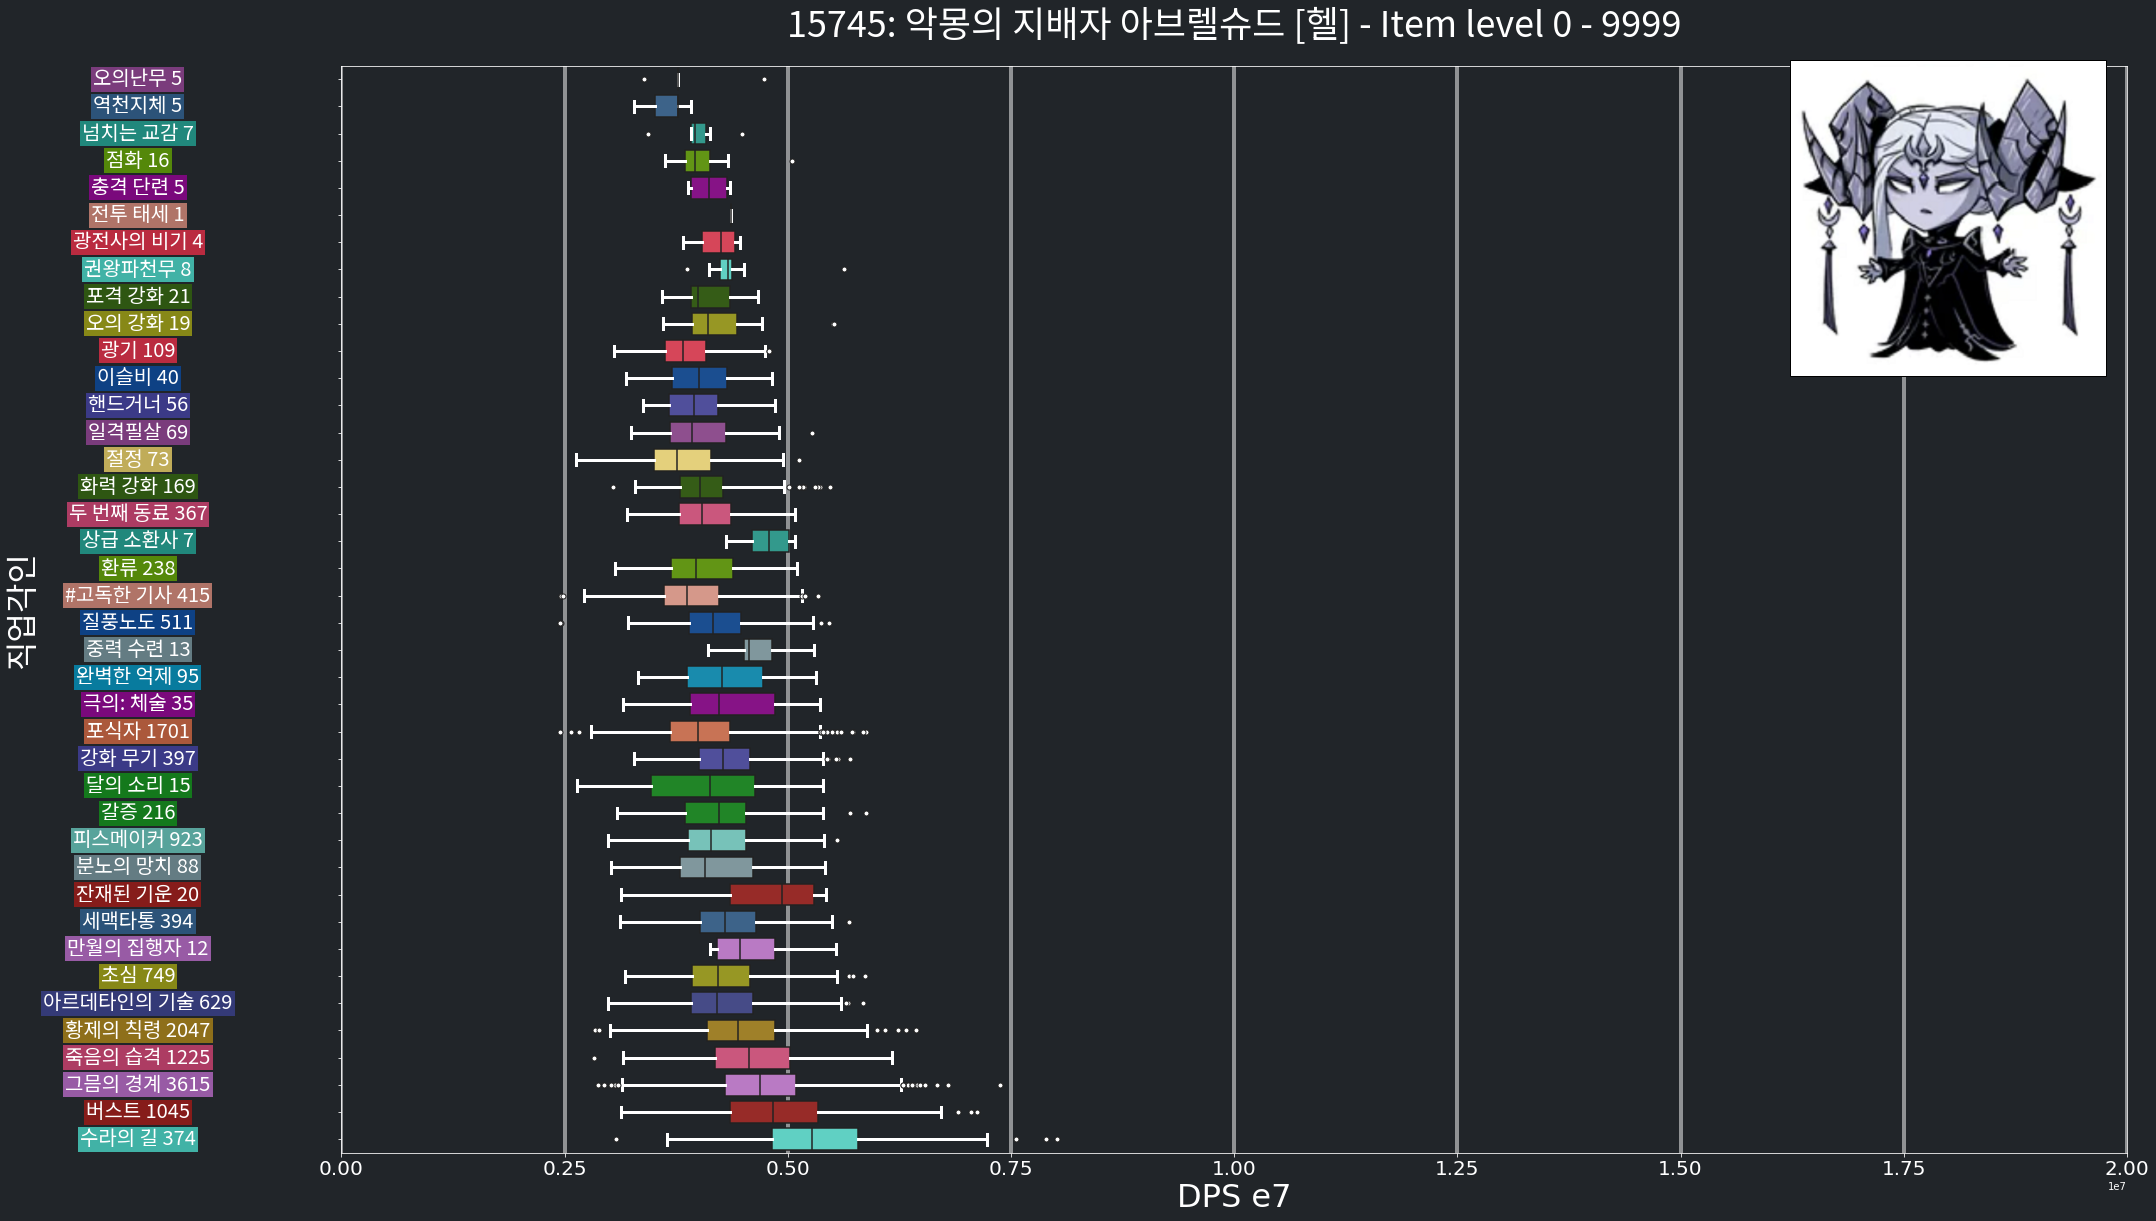 15745: 악몽의 지배자 아브렐슈드 [헬] - Item level 0 - 9999
직업각인
오의난무 5
역천지체 5
넘치는 교감 7
점화 16
충격 단련 5
전투 태세 1
광전사의 비기 4
권왕파천무 8
포격 강화 21
오의 강화 19
광기 109
이슬비 40
핸드거너 56
일격필살 69
절정 73
화력 강화 169
두 번째 동료 367
상급 소환사 7
환류 238
#고독한 기사 415
질풍노도 511
중력 수련 13
완벽한 억제 95
극의: 체술 35
포식자 1701
강화 무기 397
달의 소리 15
갈증 216
피스메이커 923
분노의 망치 88
잔재된 기운 20
세맥타통 394
만월의 집행자 12
초심 749
아르데타인의 기술 629
황제의 칙령 2047
죽음의 습격 1225
그믐의 경계 3615
버스트 1045
수라의 길 374
0.00 0.25 0.50 0.75 1.00 1.25 1.50 1.75 2.00
1e7
DPS e7